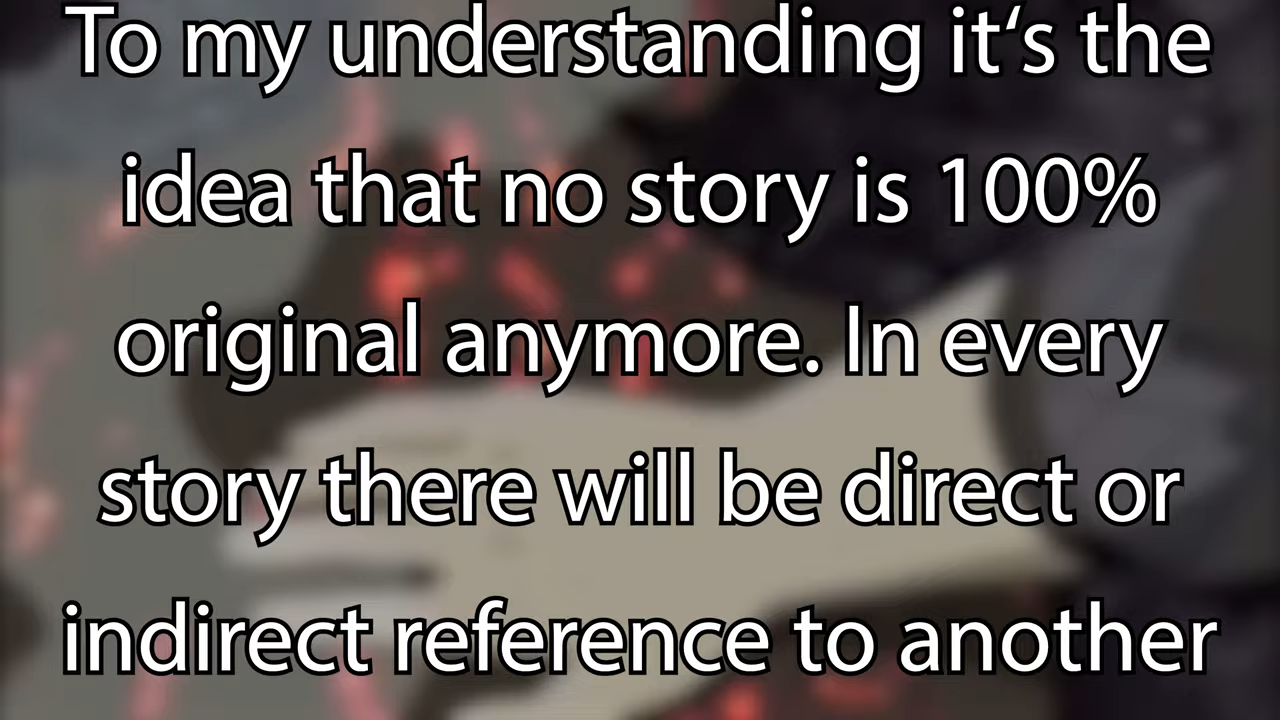 To my understanding it‘s the
idea that no story is 100%
original anymore. In every
story there will be direct or
indirect reference to another